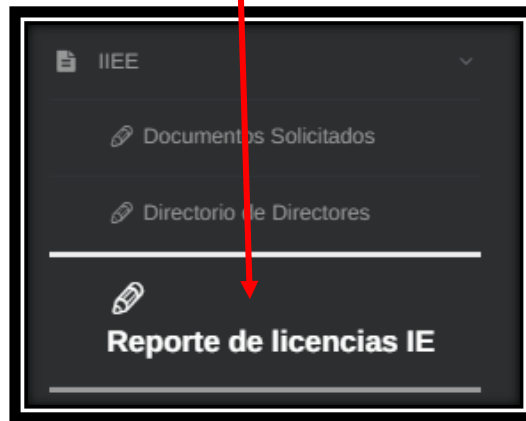 IIEE
Documentos Solicitados
Directorio de Directores
Reporte de licencias IE